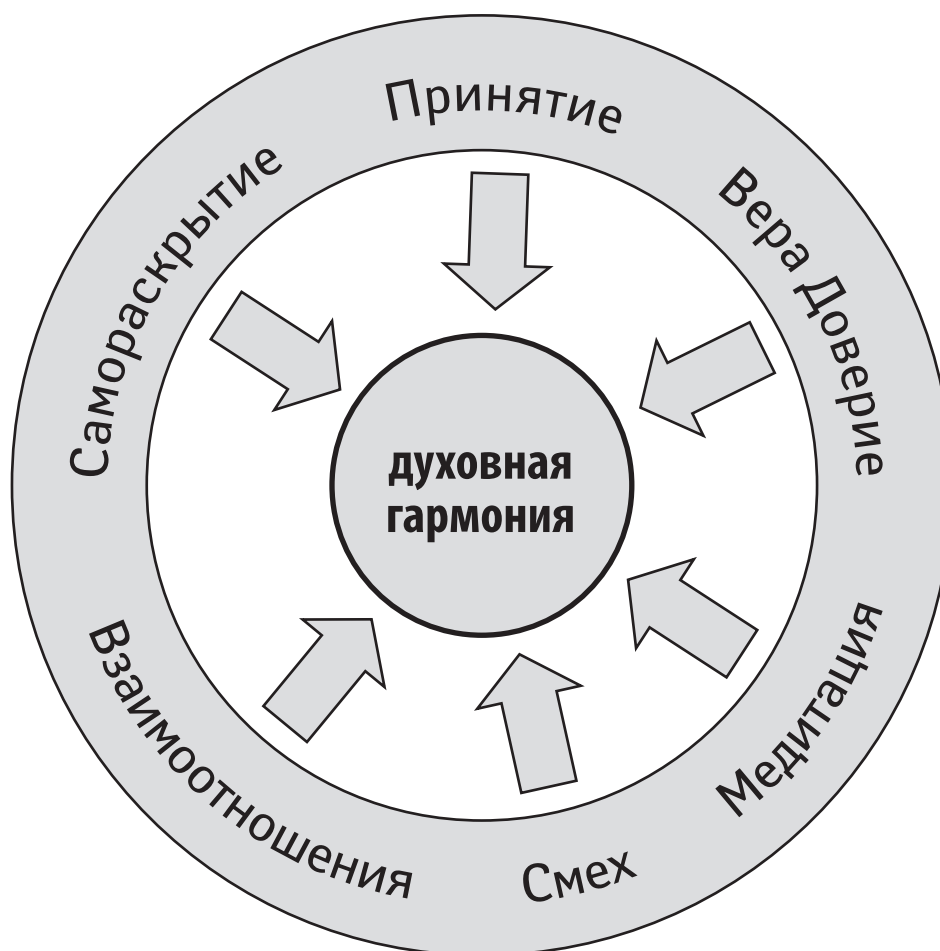 Принятие
Вера Доверие
Медитация
Смех
Взаимоотношения
Самораскрытие
духовная
гармония